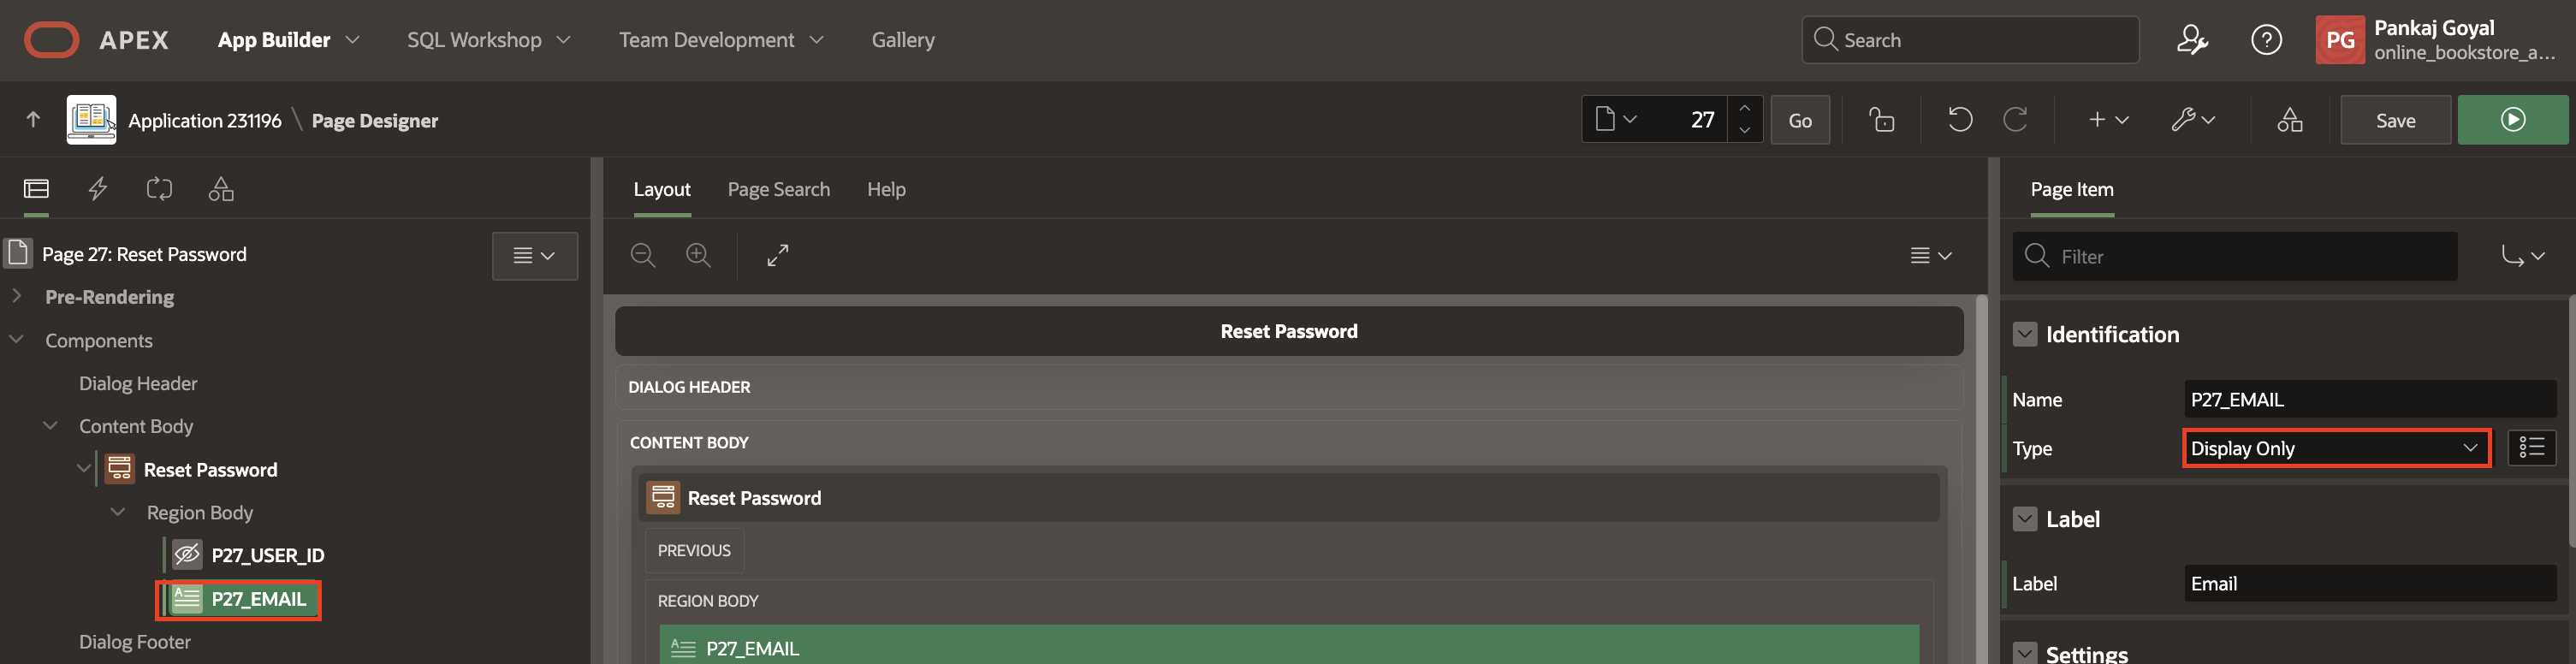 APEX App Builder SQL Workshop Team Development Gallery Search PG Pankaj Goyal
online_bookstore_a...
Application 231196 \ Page Designer 27 Go Save
Layout Page Search Help Page Item
Page 27: Reset Password Filter
Pre-Rendering
Reset Password Identification
Components
Dialog Header DIALOG HEADER
Name P27_EMAIL
Content Body CONTENT BODY
Type Display Only
Reset Password Reset Password
Region Body Label
PREVIOUS
P27_USER_ID
Label Email
P27_EMAIL REGION BODY
Dialog Footer P27_EMAIL Settings